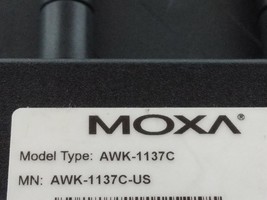 MOXA®
Model Type: AWK-1137C
MN: AWK-1137C-US